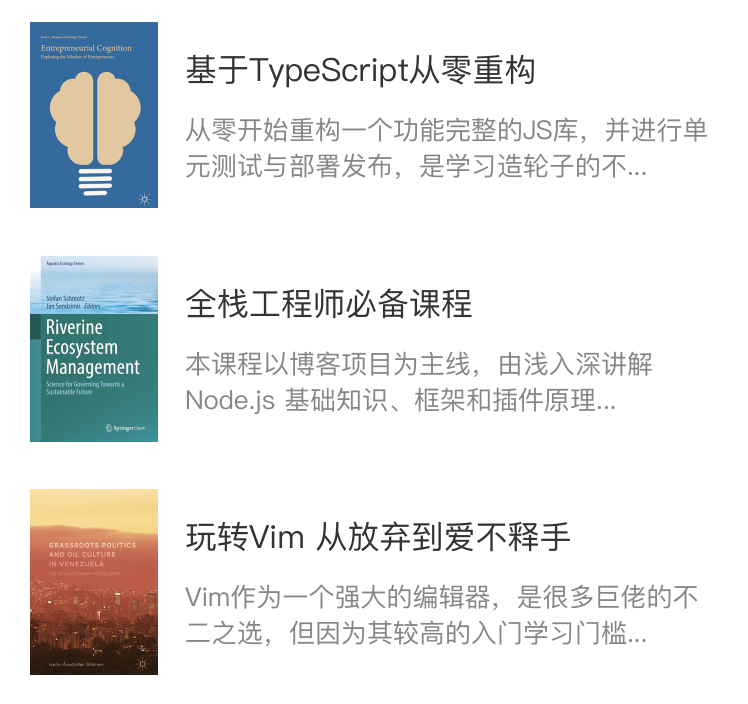 Entrepreneurial Cognition
Exploring the Mindset of Entrepreneurs
基于TypeScript从零重构
从零开始重构一个功能完整的JS库，并进行单
元测试与部署发布，是学习造轮子的不...
Aquatic Ecology Series
Stefan Schmutz
Jan Sendzimir Editors
Riverine
Ecosystem
Management
Science for Governing Towards a
Sustainable Future
Springer Open
全栈工程师必备课程
本课程以博客项目为主线，由浅入深讲解
Node.js 基础知识、框架和插件原理...
GRASSROOTS POLITICS
AND OIL CULTURE
IN VENEZUELA
玩转Vim 从放弃到爱不释手
Vim作为一个强大的编辑器，是很多巨佬的不
二之选，但因为其较高的入门学习门槛...